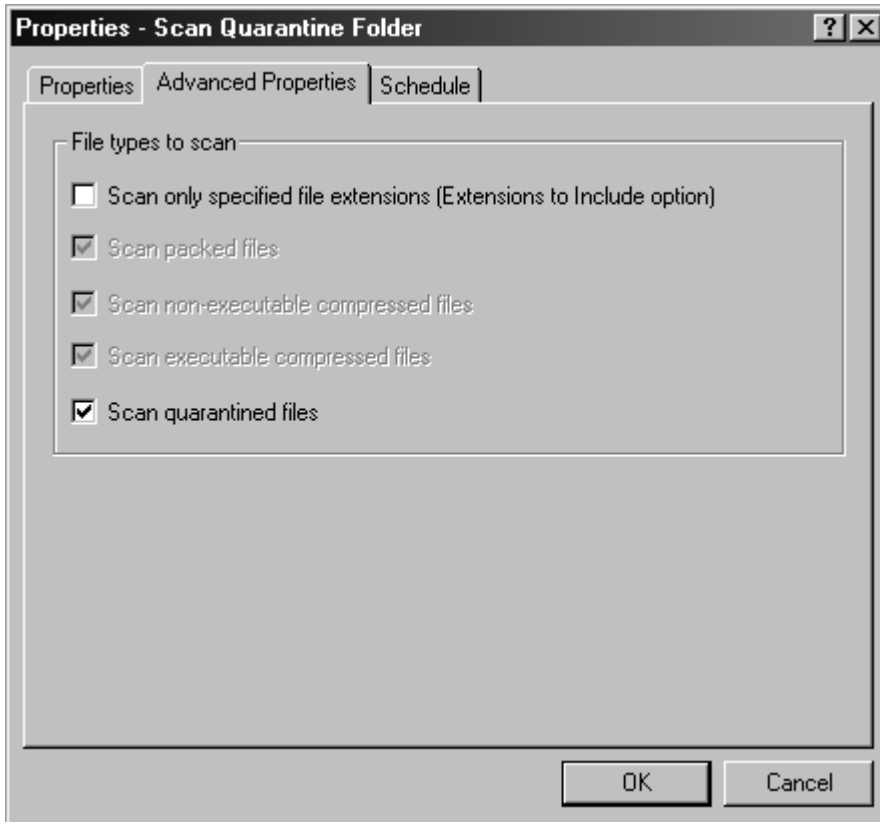 Properties - Scan Quarantine Folder
Properties Advanced Properties Schedule
File types to scan
Scan only specified file extensions (Extensions to Include option)
Scan packed files
Scan non-executable compressed files
Scan executable compressed files
Scan quarantined files
OK Cancel